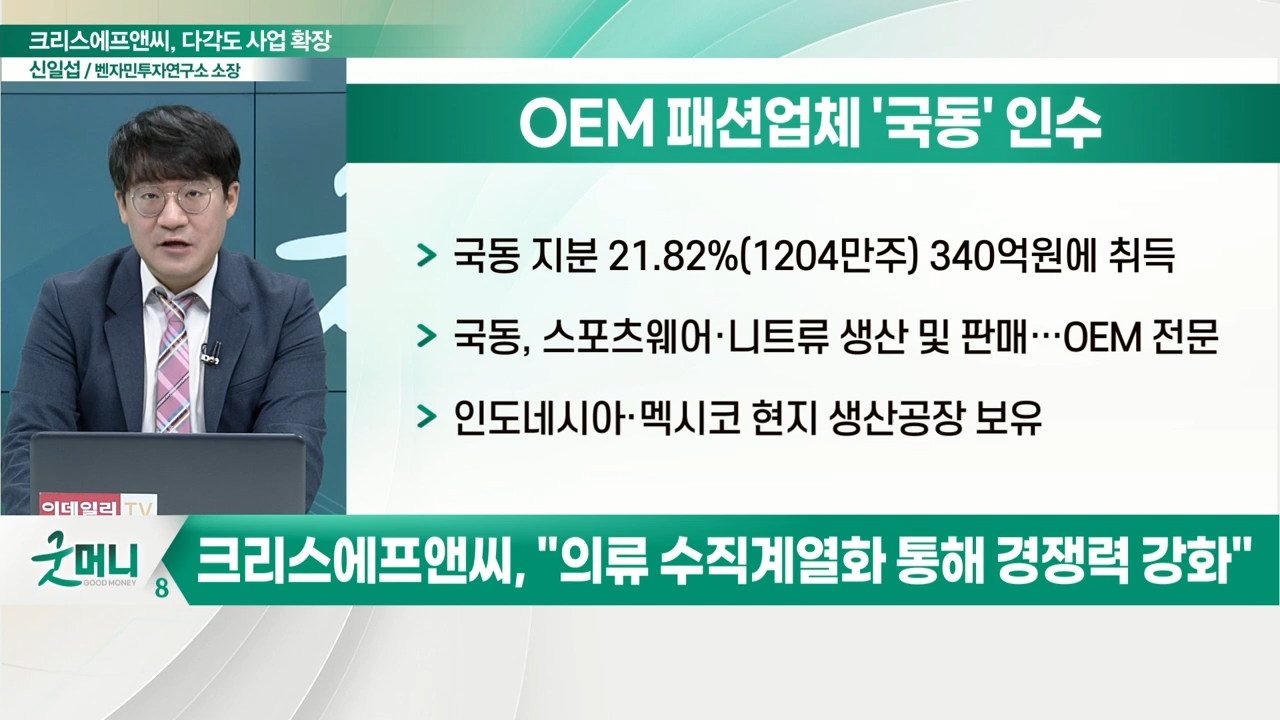 크리스에프앤씨, 다각도 사업 확장
신일섭 / 벤자민투자연구소 소장
OEM 패션업체 '국동' 인수
> 국동 지분 21.82%(1204만주) 340억원에 취득
> 국동, 스포츠웨어·니트류 생산 및 판매…OEM 전문
> 인도네시아·멕시코 현지 생산공장 보유
이데일리 TV
굿머니
GOOD MONEY
8
크리스에프앤씨, "의류 수직계열화 통해 경쟁력 강화"